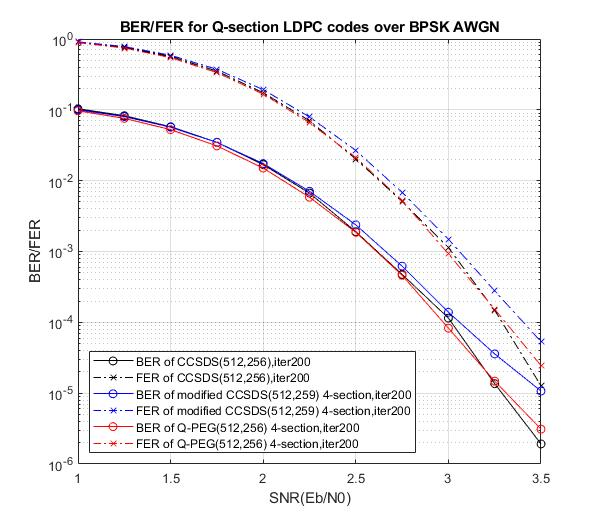 BER/FER for Q-section LDPC codes over BPSK AWGN
10^0
10^-1
10^-2
10^-3
10^-4
10^-5
10^-6
BER/FER
BER of CCSDS(512,256),iter200
FER of CCSDS(512,256),iter200
BER of modified CCSDS(512,259) 4-section,iter200
FER of modified CCSDS(512,259) 4-section,iter200
BER of Q-PEG(512,256) 4-section,iter200
FER of Q-PEG(512,256) 4-section,iter200
1 1.5 2 2.5 3 3.5
SNR(Eb/N0)